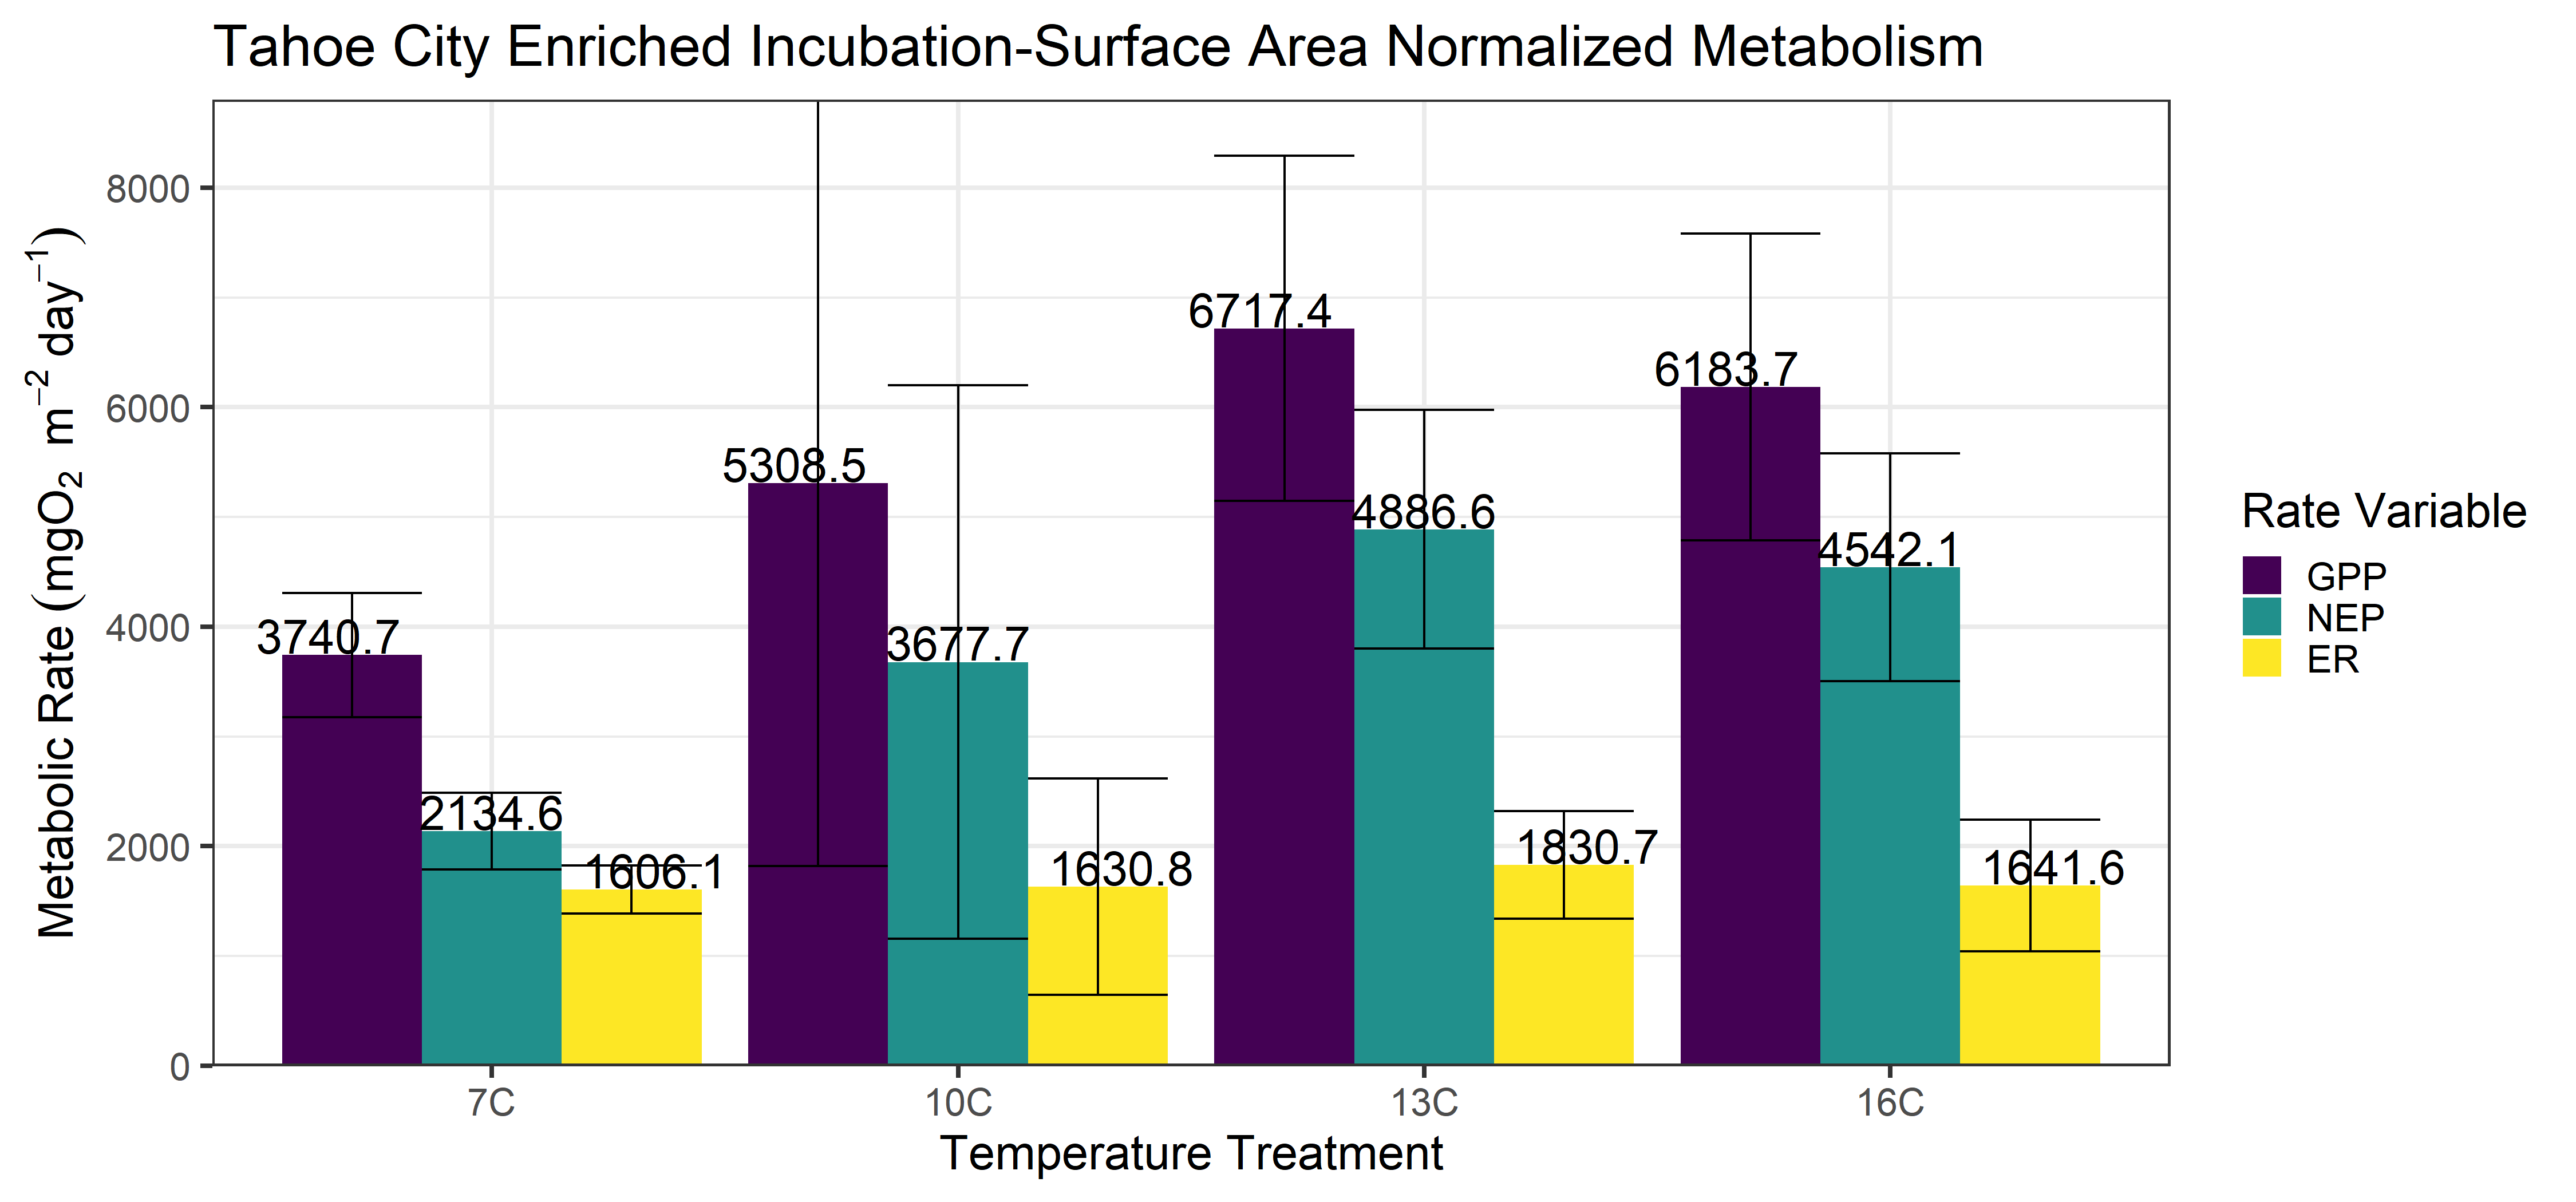 Tahoe City Enriched Incubation-Surface Area Normalized Metabolism
Metabolic Rate (mgO₂ m⁻² day⁻¹)
8000
6000
4000
2000
0
3740.7
2134.6
1606.1
5308.5
3677.7
1630.8
6717.4
4886.6
1830.7
6183.7
4542.1
1641.6
7C
10C
13C
16C
Temperature Treatment
Rate Variable
GPP
NEP
ER